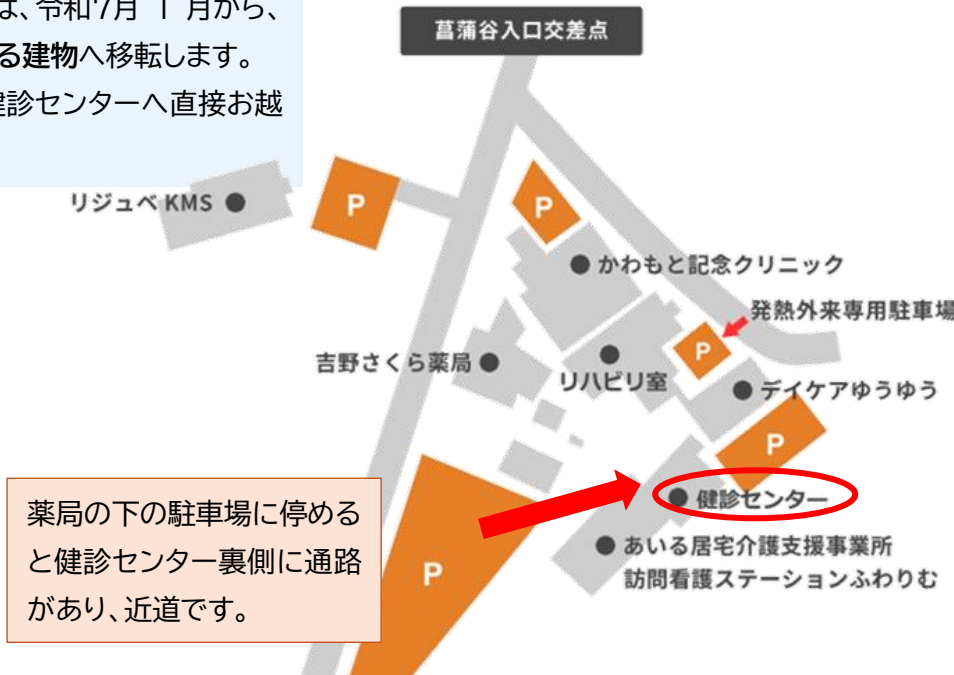 は、令和7月 1 月から、
る建物へ移転します。
健診センターへ直接お越
菖蒲谷入口交差点
リジュベ KMS
P
P
かわもと記念クリニック
発熱外来専用駐車場
P
吉野さくら薬局
リハビリ室
デイケアゆうゆう
P
健診センター
薬局の下の駐車場に停める
と健診センター裏側に通路
があり、近道です。
P
あいる居宅介護支援事業所
訪問看護ステーションふわりむ